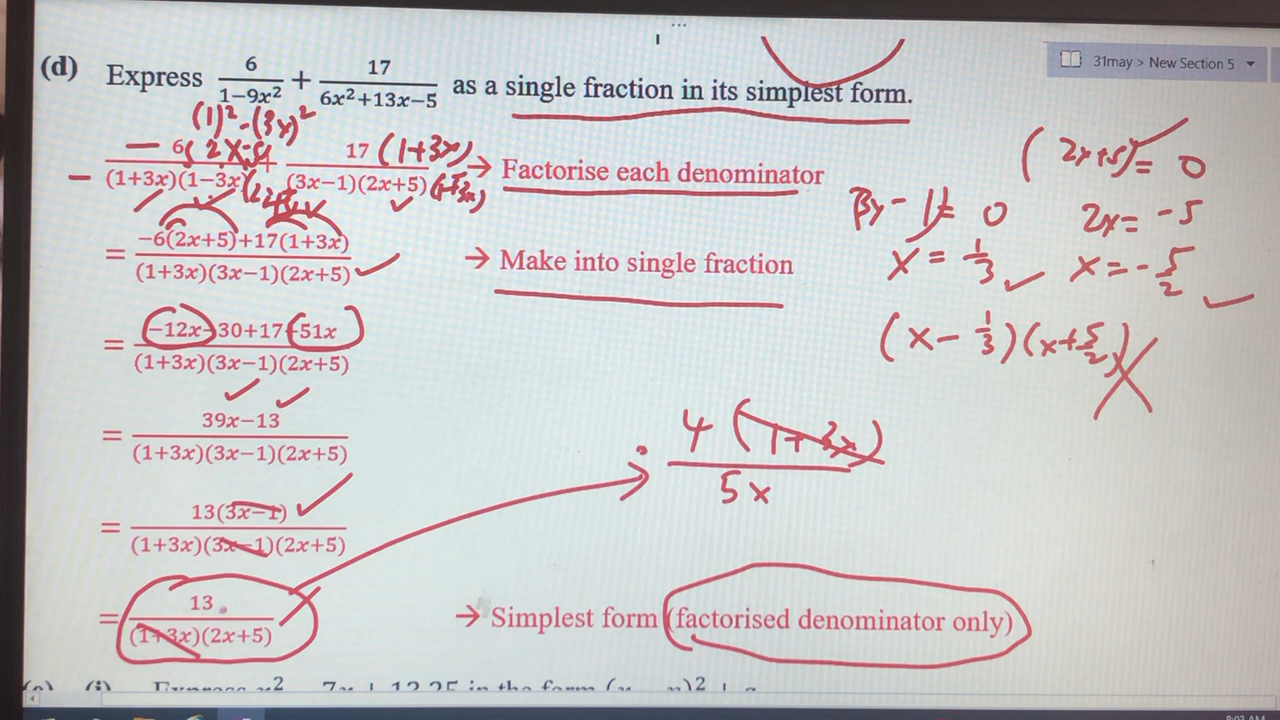 31may > New Section 5
(d) Express 6/(1−9x²) + 17/(6x²+13x−5) as a single fraction in its simplest form.
(1)² - (3x)²
17 (1+3x)
(1+3x)(1−3x) (3x−1)(2x+5) → Factorise each denominator
= (−6(2x+5)+17(1+3x))/((1+3x)(3x−1)(2x+5)) → Make into single fraction
= (−12x−30+17+51x)/((1+3x)(3x−1)(2x+5))
= (39x−13)/((1+3x)(3x−1)(2x+5))
= 13(3x−1)/((1+3x)(3x−1)(2x+5))
= 13/((1+3x)(2x+5)) → Simplest form (factorised denominator only)
(2x+5) = 0
3x - 1 = 0 2x = -5
x = 1/3 x = -5/2
(x - 1/3)(x + 5/2)
4(1+3x)
5x